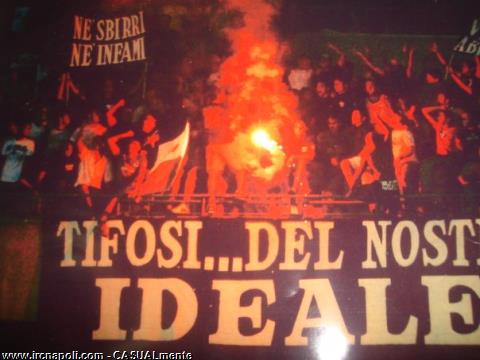 NE' SBIRRI
NE' INFAMI
TIFOSI...DEL NOST
IDEALE
www.ircnapoli.com - CASUALmente